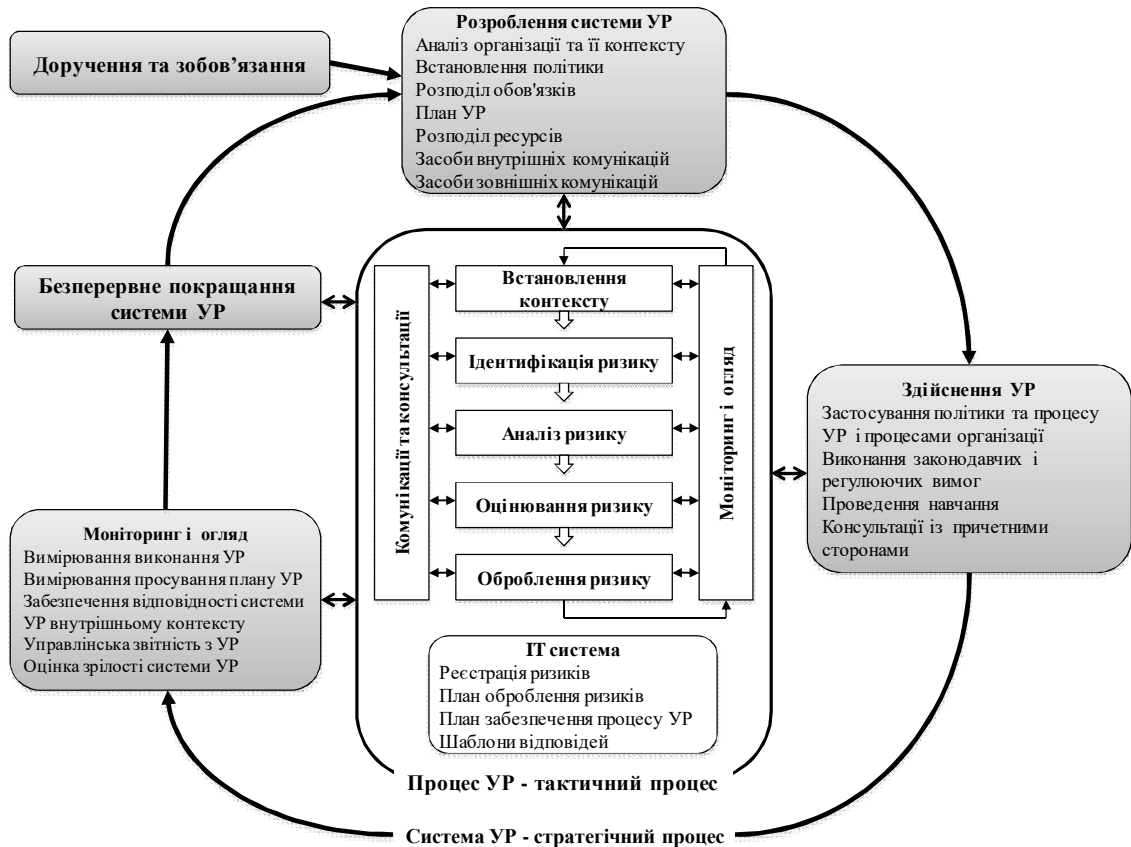 Розроблення системи УР
Аналіз організації та її контексту
Встановлення політики
Розподіл обов'язків
План УР
Розподіл ресурсів
Засоби внутрішніх комунікацій
Засоби зовнішніх комунікацій
Доручення та зобов’язання
Безперервне покращання
системи УР
Комунікації та консультації
Встановлення
контексту
Ідентифікація ризику
Аналіз ризику
Оцінювання ризику
Оброблення ризику
Моніторинг і огляд
Здійснення УР
Застосування політики та процесу
УР і процесами організації
Виконання законодавчих і
регулюючих вимог
Проведення навчання
Консультації із причетними
сторонами
Моніторинг і огляд
Вимірювання виконання УР
Вимірювання просування плану УР
Забезпечення відповідності системи
УР внутрішньому контексту
Управлінська звітність з УР
Оцінка зрілості системи УР
ІТ система
Реєстрація ризиків
План оброблення ризиків
План забезпечення процесу УР
Шаблони відповідей
Процес УР - тактичний процес
Система УР - стратегічний процес